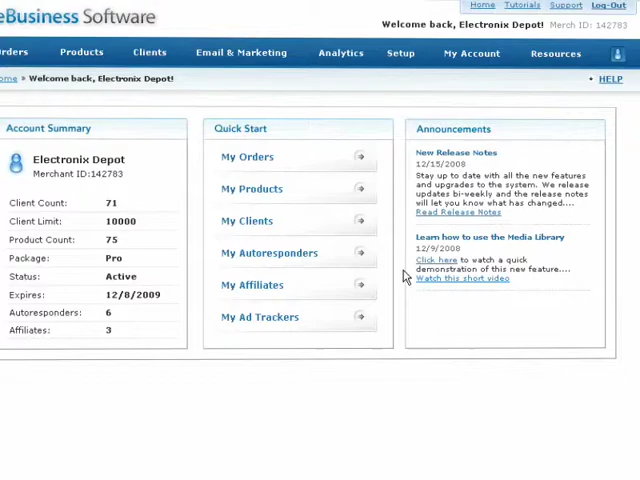 eBusiness Software
Home Tutorials Support Log-Out
Welcome back, Electronix Depot! Merch ID: 142783
Orders Products Clients Email & Marketing Analytics Setup My Account Resources
ome » Welcome back, Electronix Depot!
• HELP
Account Summary
Electronix Depot
Merchant ID:142783
Client Count: 71
Client Limit: 10000
Product Count: 75
Package: Pro
Status: Active
Expires: 12/8/2009
Autoresponders: 6
Affiliates: 3
Quick Start
My Orders
My Products
My Clients
My Autoresponders
My Affiliates
My Ad Trackers
Announcements
New Release Notes
12/15/2008
Stay up to date with all the new features
and upgrades to the system. We release
updates bi-weekly and the release notes
will let you know what has changed....
Read Release Notes
Learn how to use the Media Library
12/9/2008
Click here to watch a quick
demonstration of this new feature....
Watch this short video